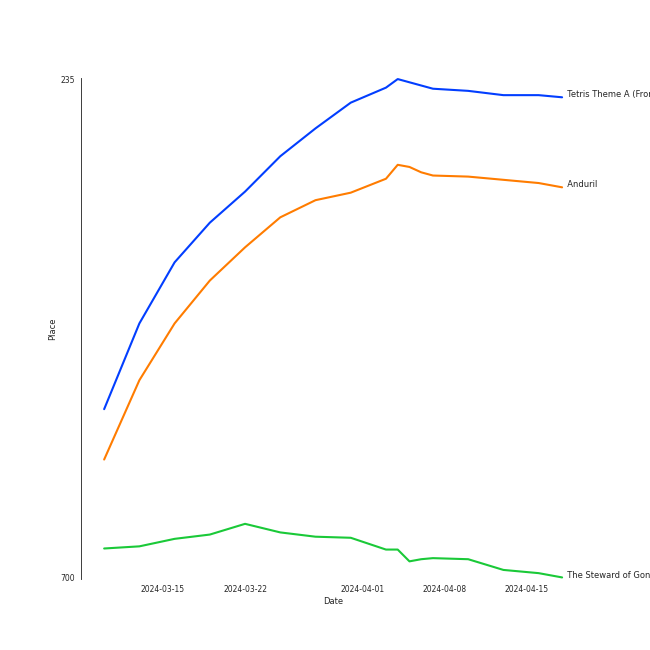 235
Tetris Theme A (Fro
Anduril
Place
The Steward of Gon
700
2024-03-15
2024-03-22
2024-04-01
2024-04-08
2024-04-15
Date